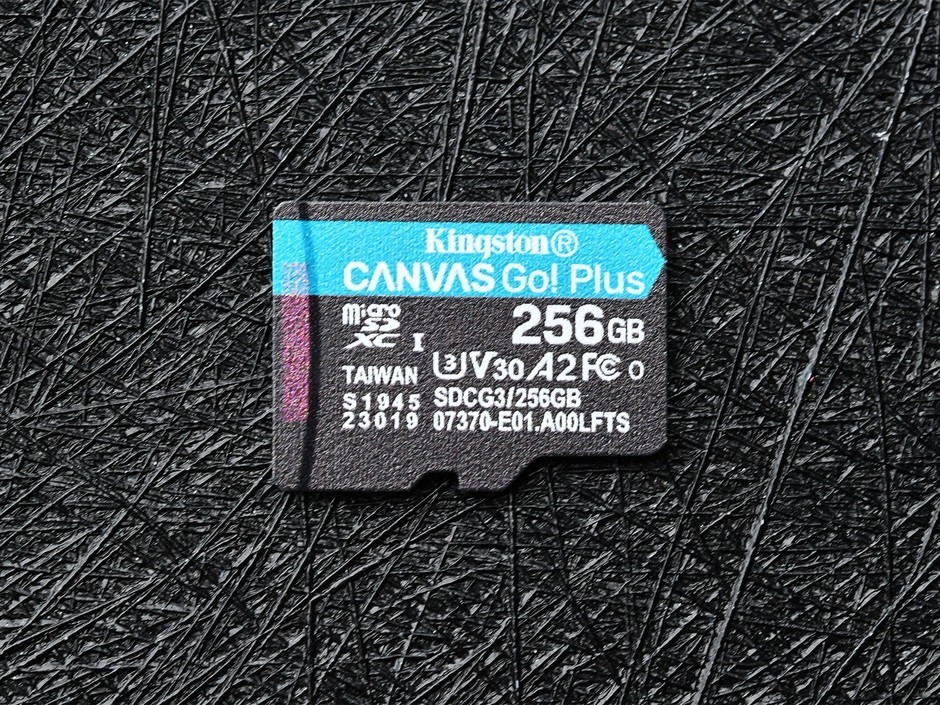 Kingston®
CANVAS Go! Plus
micro SD XC I
256GB
U3 V30 A2 FC
TAIWAN
S1945 SDCG3/256GB
23019 07370-E01.A00LFTS